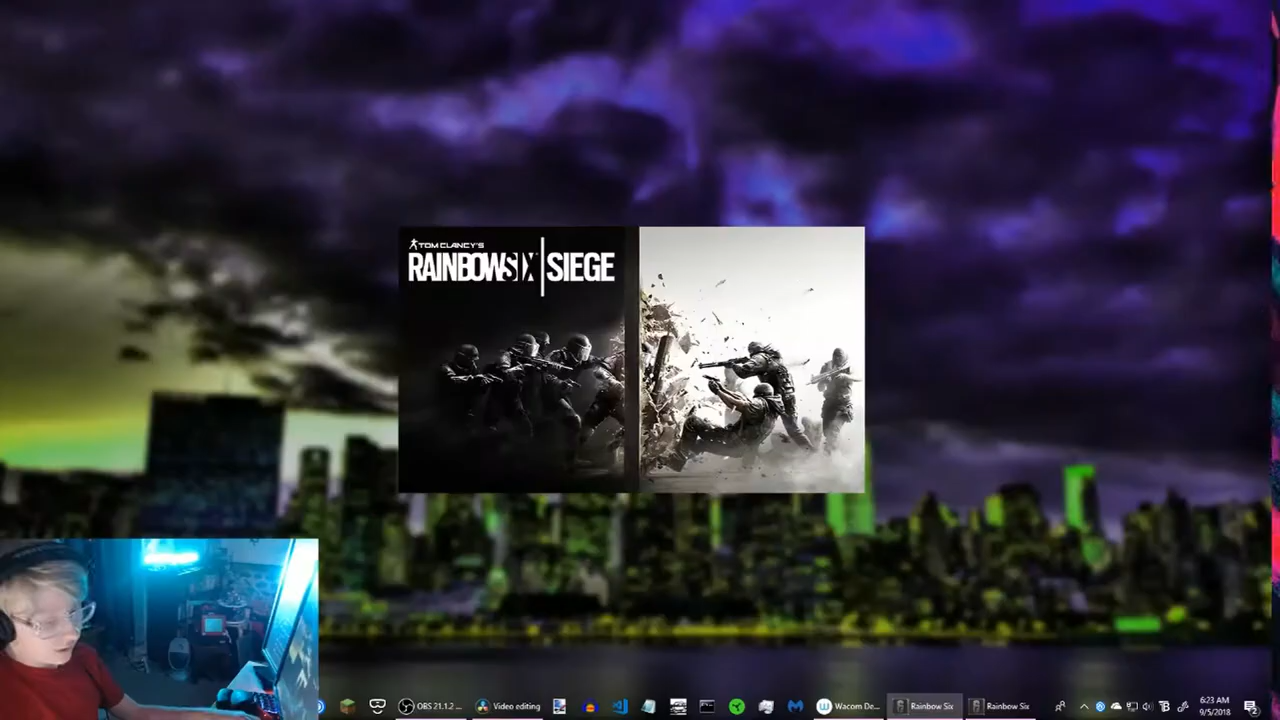 TOM CLANCY'S
RAINBOWSIX SIEGE
OBS 21.1.2 ...
Video editing
Wacom De...
Rainbow Six
Rainbow Six
6:23 AM
9/5/2018
2